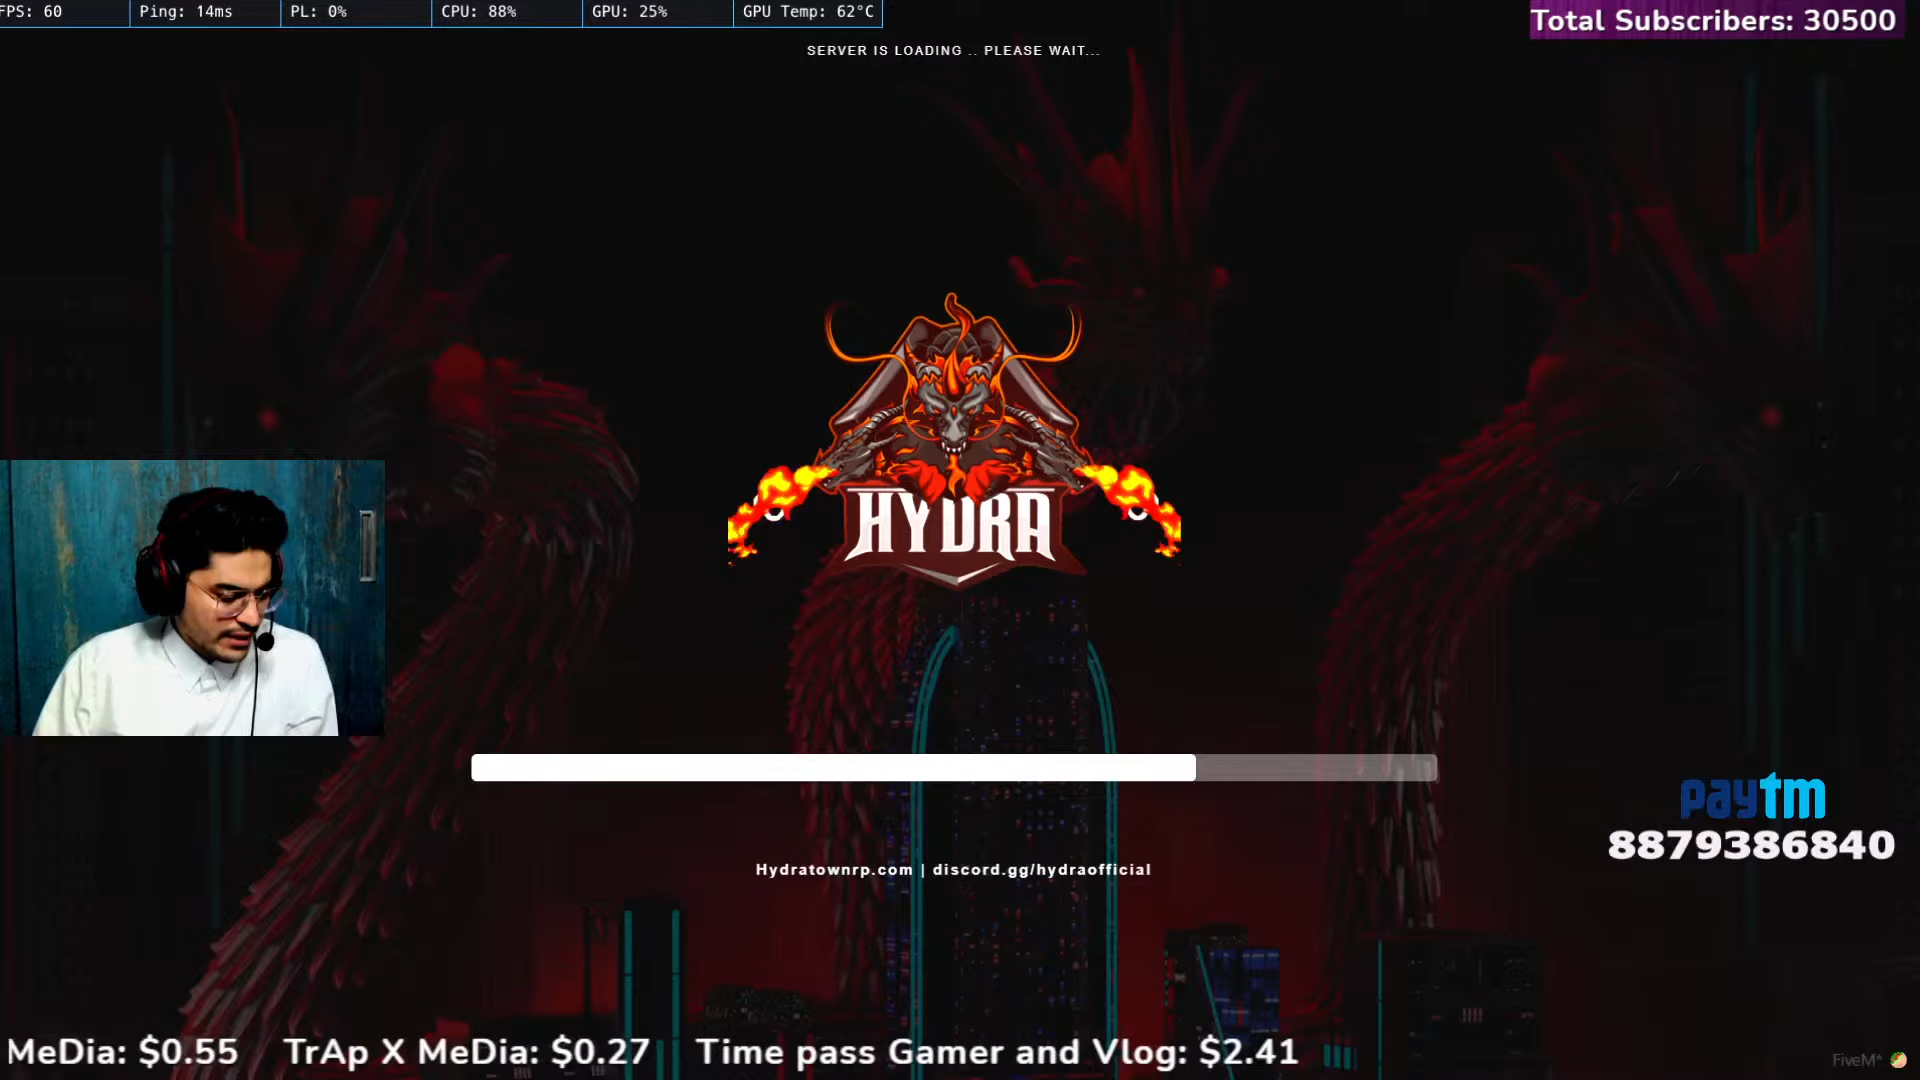 FPS: 60 Ping: 14ms PL: 0% CPU: 88% GPU: 25% GPU Temp: 62°C
Total Subscribers: 30500
SERVER IS LOADING .. PLEASE WAIT...
HYDRA
paytm
8879386840
Hydratownrp.com | discord.gg/hydraofficial
MeDia: $0.55 TrAp X MeDia: $0.27 Time pass Gamer and Vlog: $2.41
FiveM*